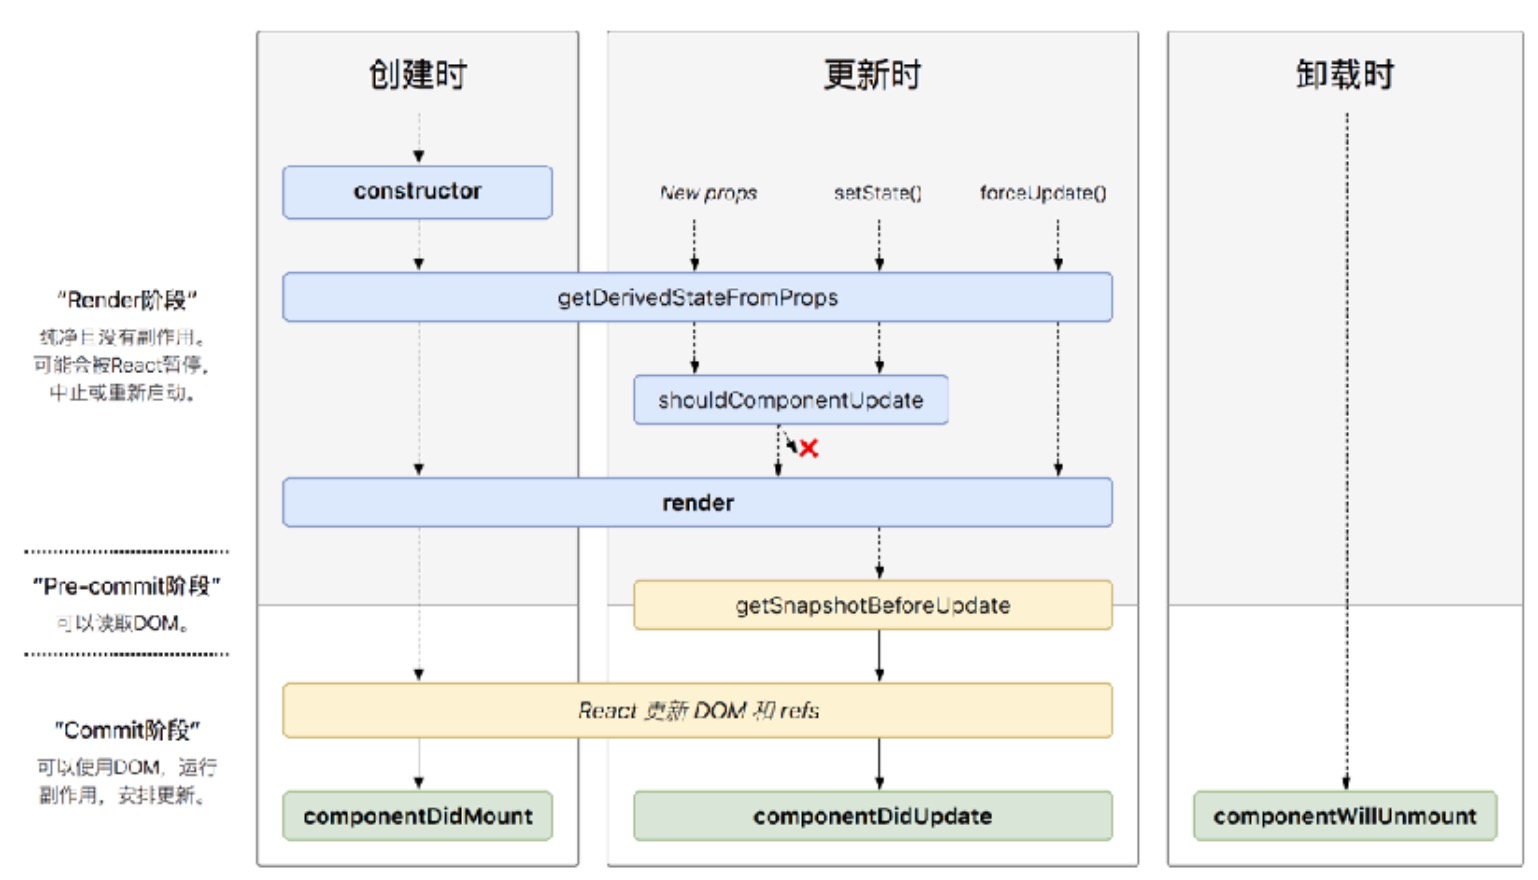 创建时
更新时
卸载时
constructor
New props
setState()
forceUpdate()
getDerivedStateFromProps
“Render阶段”
纯净且没有副作用。
可能会被React暂停，
中止或重新启动。
shouldComponentUpdate
render
“Pre-commit阶段”
可以读取DOM。
getSnapshotBeforeUpdate
React 更新 DOM 和 refs
“Commit阶段”
可以使用DOM，运行
副作用，安排更新。
componentDidMount
componentDidUpdate
componentWillUnmount